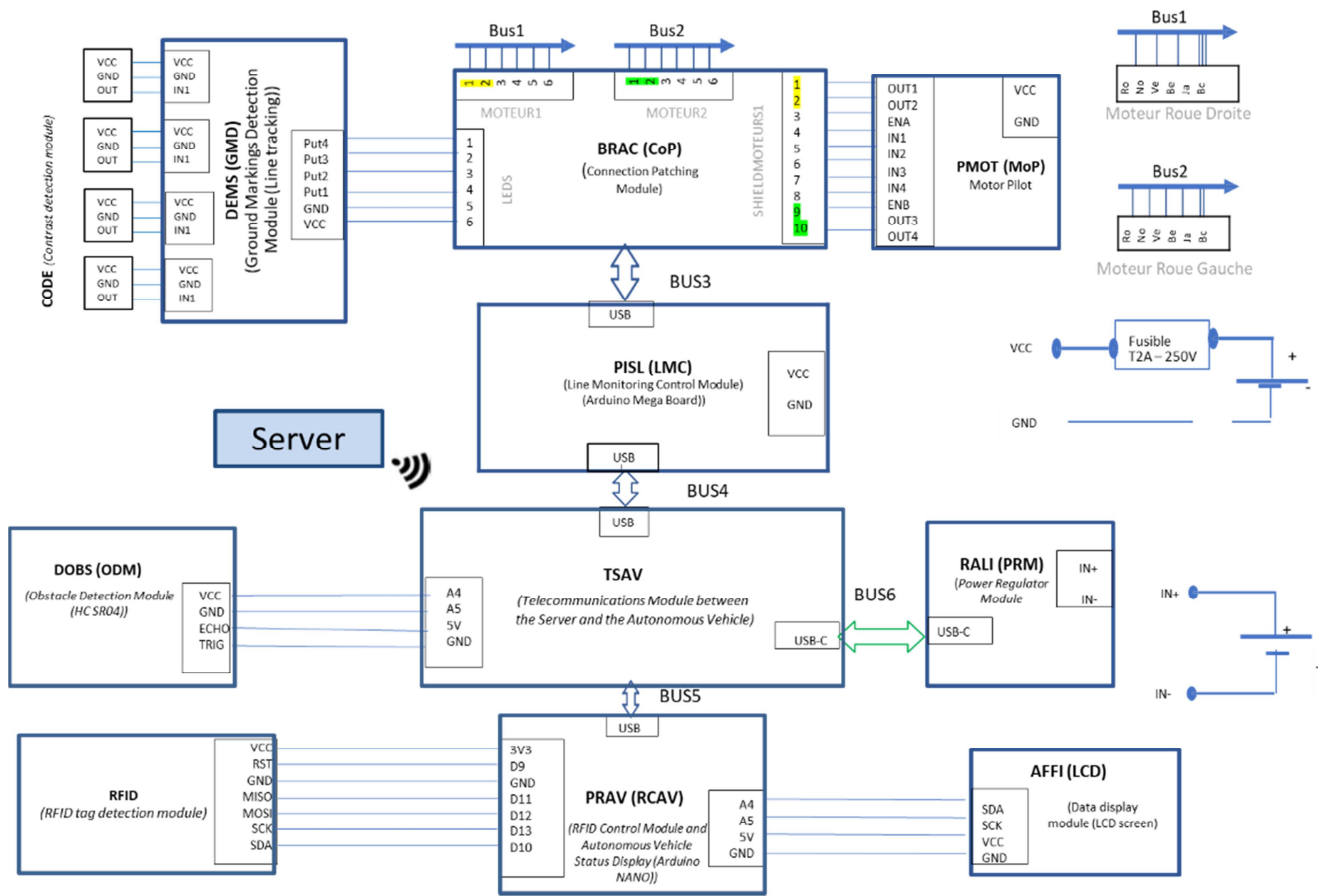 Bus1
Bus2
Bus1
VCC
GND
OUT
VCC
GND
IN1
VCC
GND
OUT
VCC
GND
IN1
VCC
GND
OUT
VCC
GND
IN1
VCC
GND
OUT
VCC
GND
IN1
CODE (Contrast detection module)
DEMS (GMD)
(Ground Markings Detection
Module (Line tracking))
Put4
Put3
Put2
Put1
GND
VCC
1
2
3
4
5
6
LEDS
1 2 3 4 5 6
MOTEUR1
1 2 3 4 5 6
MOTEUR2
BRAC (CoP)
(Connection Patching
Module)
SHIELDMOTEURS1
1
2
3
4
5
6
7
8
9
10
OUT1
OUT2
ENA
IN1
IN2
IN3
IN4
ENB
OUT3
OUT4
VCC
GND
PMOT (MoP)
Motor Pilot
Ro No Ve Be Ja Bc
Moteur Roue Droite
Bus2
Ro No Ve Be Ja Bc
Moteur Roue Gauche
BUS3
USB
PISL (LMC)
(Line Monitoring Control Module)
(Arduino Mega Board))
VCC
GND
USB
VCC
Fusible
T2A – 250V
+
-
GND
Server
BUS4
DOBS (ODM)
(Obstacle Detection Module
(HC SR04))
VCC
GND
ECHO
TRIG
A4
A5
5V
GND
USB
TSAV
(Telecommunications Module between
the Server and the Autonomous Vehicle)
USB-C
BUS6
RALI (PRM)
(Power Regulator
Module
IN+
IN-
USB-C
IN+
+
-
IN-
BUS5
RFID
(RFID tag detection module)
VCC
RST
GND
MISO
MOSI
SCK
SDA
3V3
D9
GND
D11
D12
D13
D10
USB
PRAV (RCAV)
(RFID Control Module and
Autonomous Vehicle
Status Display (Arduino
NANO))
A4
A5
5V
GND
SDA
SCK
VCC
GND
AFFI (LCD)
(Data display
module (LCD screen)